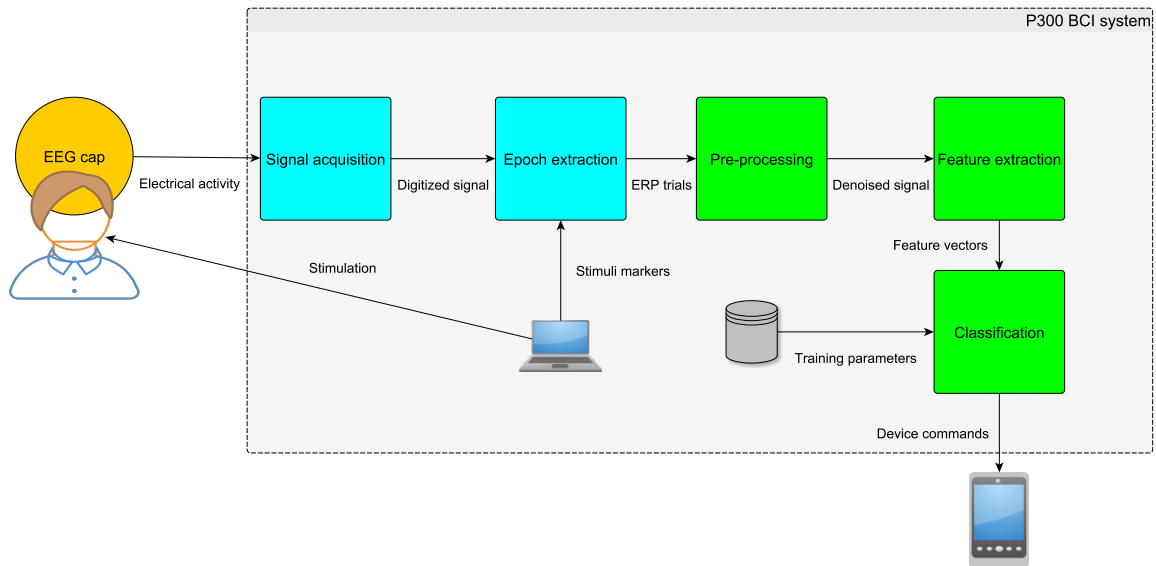 P300 BCI system
EEG cap
Signal acquisition
Epoch extraction
Pre-processing
Feature extraction
Electrical activity
Digitized signal
ERP trials
Denoised signal
Feature vectors
Stimulation
Stimuli markers
Classification
Training parameters
Device commands